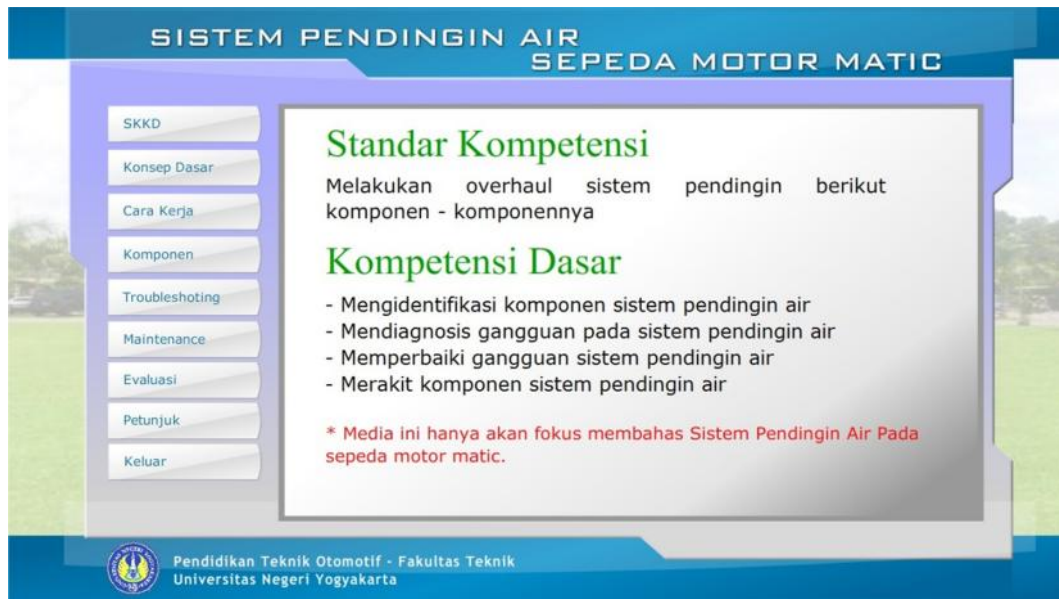 SISTEM PENDINGIN AIR
SEPEDA MOTOR MATIC
SKKD
Konsep Dasar
Cara Kerja
Komponen
Troubleshoting
Maintenance
Evaluasi
Petunjuk
Keluar
Standar Kompetensi
Melakukan overhaul sistem pendingin berikut
komponen - komponennya
Kompetensi Dasar
- Mengidentifikasi komponen sistem pendingin air
- Mendiagnosis gangguan pada sistem pendingin air
- Memperbaiki gangguan sistem pendingin air
- Merakit komponen sistem pendingin air
* Media ini hanya akan fokus membahas Sistem Pendingin Air Pada
sepeda motor matic.
Pendidikan Teknik Otomotif - Fakultas Teknik
Universitas Negeri Yogyakarta